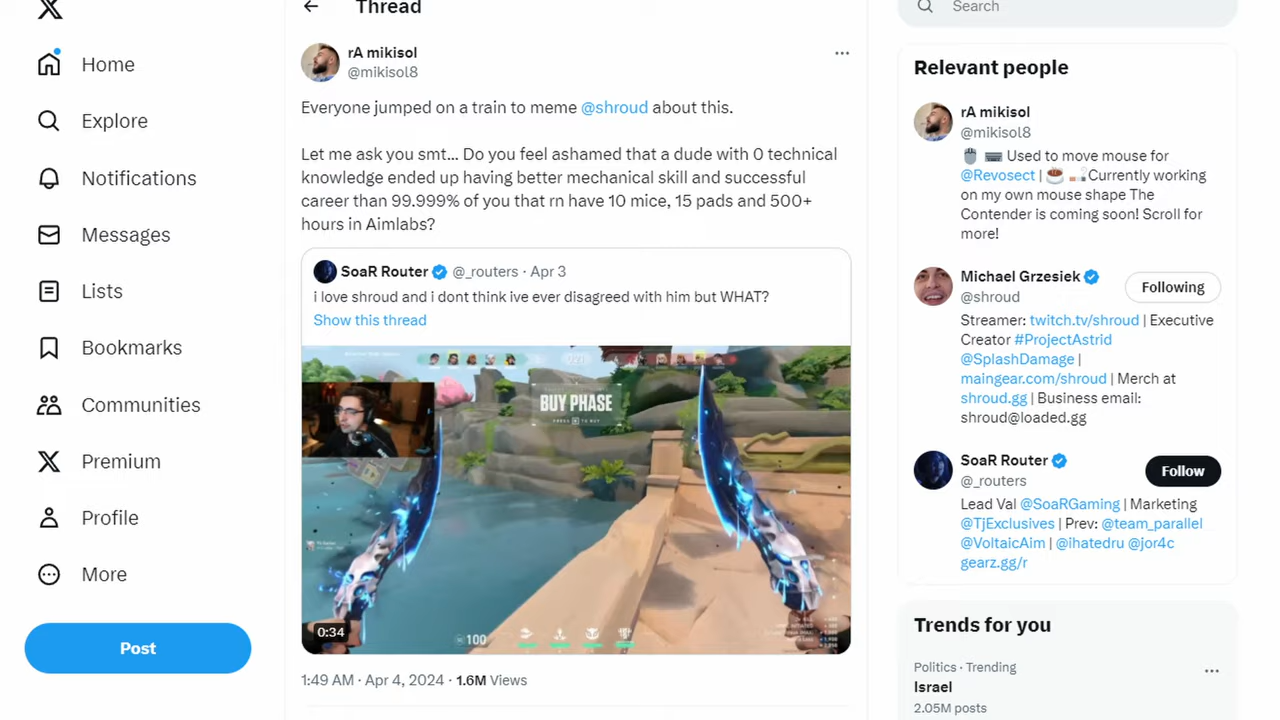 Home
Explore
Notifications
Messages
Lists
Bookmarks
Communities
Premium
Profile
More
Post
Thread
rA mikisol
@mikisol8
Everyone jumped on a train to meme @shroud about this.
Let me ask you smt... Do you feel ashamed that a dude with 0 technical
knowledge ended up having better mechanical skill and successful
career than 99.999% of you that rn have 10 mice, 15 pads and 500+
hours in Aimlabs?
SoaR Router @_routers · Apr 3
i love shroud and i dont think ive ever disagreed with him but WHAT?
Show this thread
BUY PHASE
100
0:34
1:49 AM · Apr 4, 2024 · 1.6M Views
Search
Relevant people
rA mikisol
@mikisol8
Used to move mouse for
@Revosect | Currently working
on my own mouse shape The
Contender is coming soon! Scroll for
more!
Michael Grzesiek
@shroud
Following
Streamer: twitch.tv/shroud | Executive
Creator #ProjectAstrid
@SplashDamage |
maingear.com/shroud | Merch at
shroud.gg | Business email:
shroud@loaded.gg
SoaR Router
@_routers
Follow
Lead Val @SoaRGaming | Marketing
@TjExclusives | Prev: @team_parallel
@VoltaicAim | @ihatedru @jor4c
gearz.gg/r
Trends for you
Politics · Trending
Israel
2.05M posts